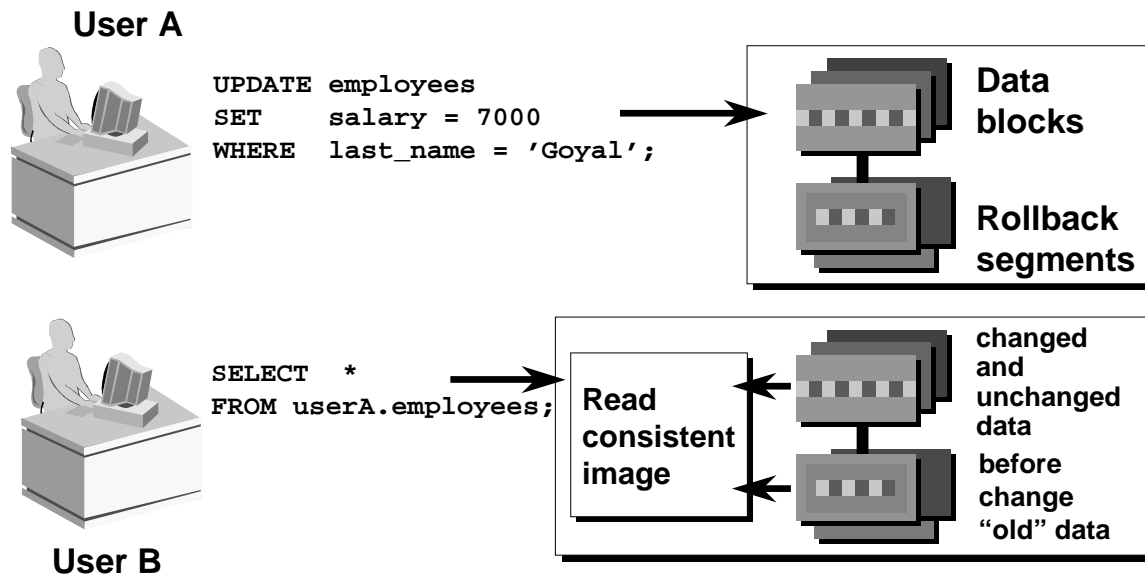 User A
UPDATE employees
SET salary = 7000
WHERE last_name = ’Goyal’;
Data
blocks
Rollback
segments
SELECT *
FROM userA.employees;
Read
consistent
image
changed
and
unchanged
data
before
change
“old” data
User B